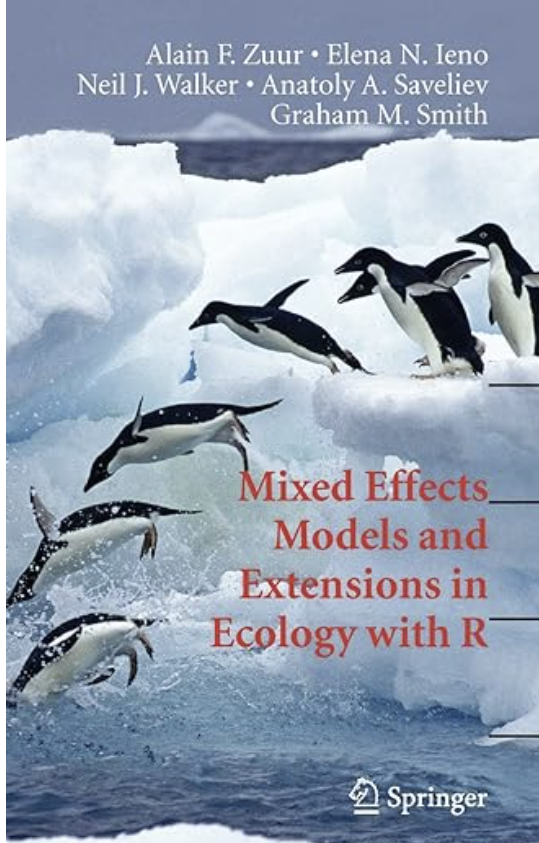 Alain F. Zuur • Elena N. Ieno
Neil J. Walker • Anatoly A. Saveliev
Graham M. Smith
Mixed Effects
Models and
Extensions in
Ecology with R
Springer